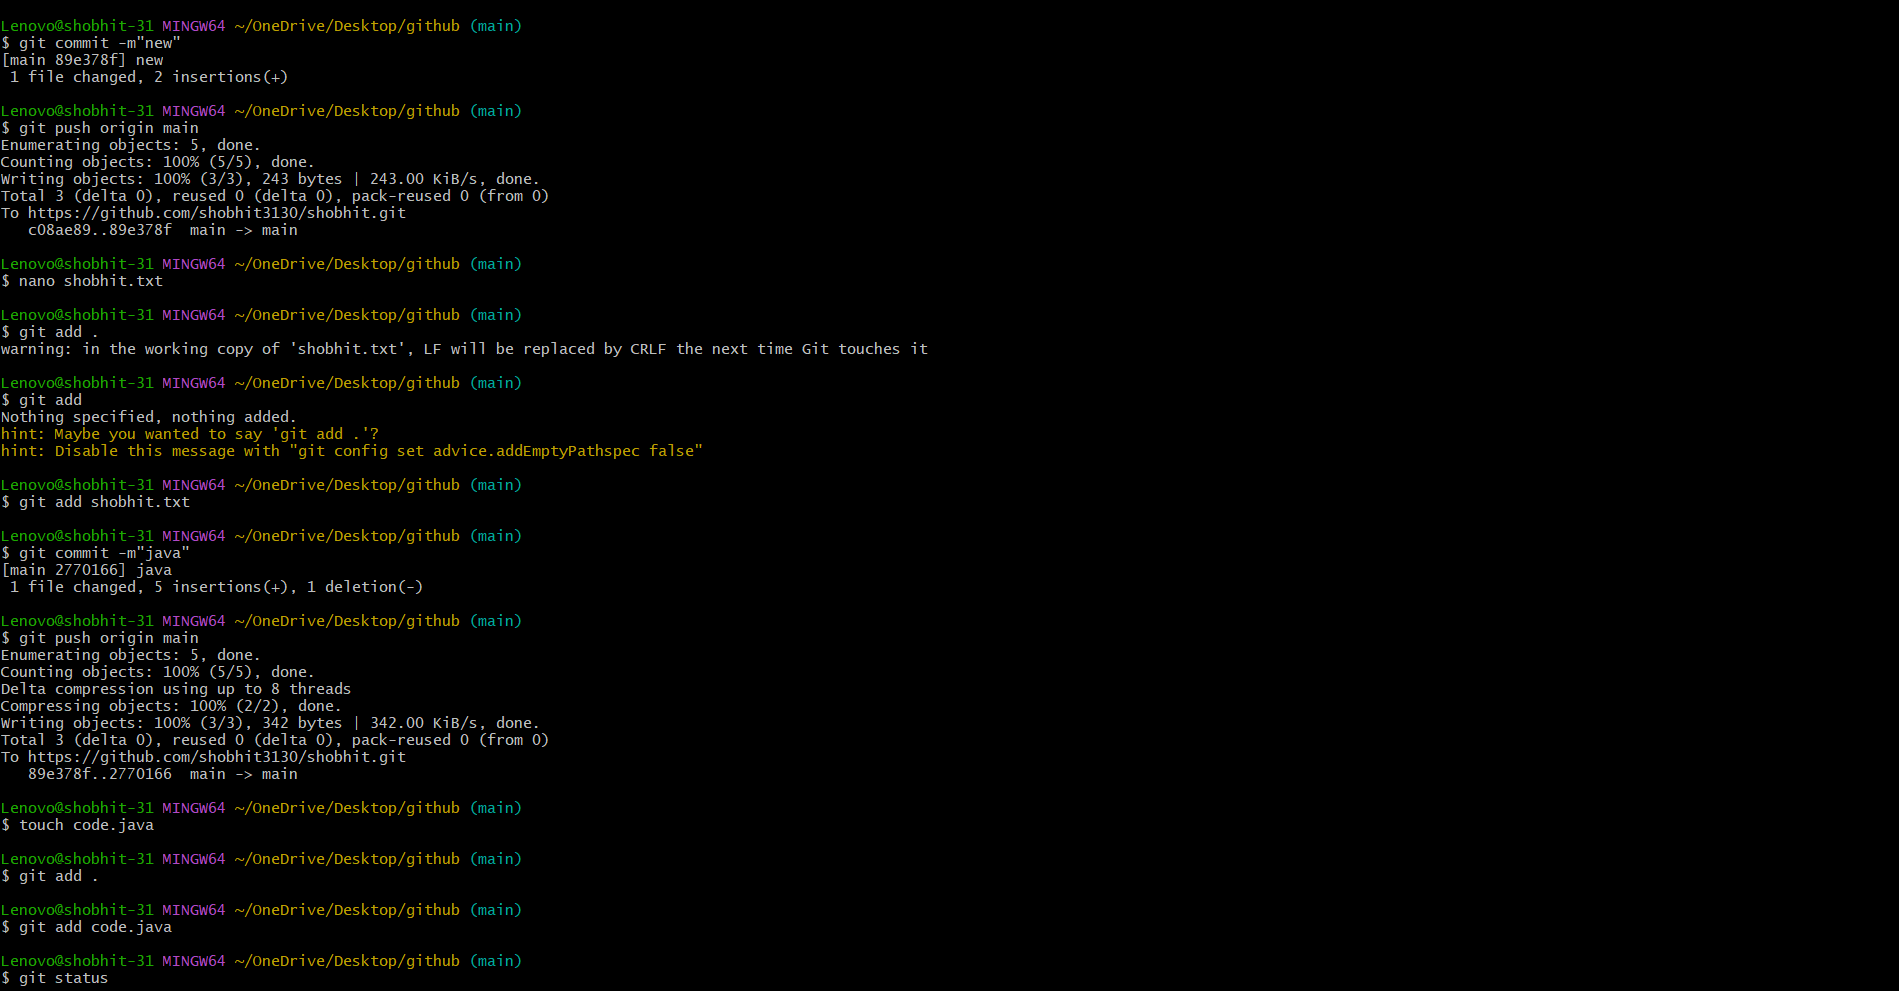 Lenovo@shobhit-31 MINGW64 ~/OneDrive/Desktop/github (main)
$ git commit -m"new"
[main 89e378f] new
 1 file changed, 2 insertions(+)

Lenovo@shobhit-31 MINGW64 ~/OneDrive/Desktop/github (main)
$ git push origin main
Enumerating objects: 5, done.
Counting objects: 100% (5/5), done.
Writing objects: 100% (3/3), 243 bytes | 243.00 KiB/s, done.
Total 3 (delta 0), reused 0 (delta 0), pack-reused 0 (from 0)
To https://github.com/shobhit3130/shobhit.git
   c08ae89..89e378f  main -> main

Lenovo@shobhit-31 MINGW64 ~/OneDrive/Desktop/github (main)
$ nano shobhit.txt

Lenovo@shobhit-31 MINGW64 ~/OneDrive/Desktop/github (main)
$ git add .
warning: in the working copy of 'shobhit.txt', LF will be replaced by CRLF the next time Git touches it

Lenovo@shobhit-31 MINGW64 ~/OneDrive/Desktop/github (main)
$ git add
Nothing specified, nothing added.
hint: Maybe you wanted to say 'git add .'?
hint: Disable this message with "git config set advice.addEmptyPathspec false"

Lenovo@shobhit-31 MINGW64 ~/OneDrive/Desktop/github (main)
$ git add shobhit.txt

Lenovo@shobhit-31 MINGW64 ~/OneDrive/Desktop/github (main)
$ git commit -m"java"
[main 2770166] java
 1 file changed, 5 insertions(+), 1 deletion(-)

Lenovo@shobhit-31 MINGW64 ~/OneDrive/Desktop/github (main)
$ git push origin main
Enumerating objects: 5, done.
Counting objects: 100% (5/5), done.
Delta compression using up to 8 threads
Compressing objects: 100% (2/2), done.
Writing objects: 100% (3/3), 342 bytes | 342.00 KiB/s, done.
Total 3 (delta 0), reused 0 (delta 0), pack-reused 0 (from 0)
To https://github.com/shobhit3130/shobhit.git
   89e378f..2770166  main -> main

Lenovo@shobhit-31 MINGW64 ~/OneDrive/Desktop/github (main)
$ touch code.java

Lenovo@shobhit-31 MINGW64 ~/OneDrive/Desktop/github (main)
$ git add .

Lenovo@shobhit-31 MINGW64 ~/OneDrive/Desktop/github (main)
$ git add code.java

Lenovo@shobhit-31 MINGW64 ~/OneDrive/Desktop/github (main)
$ git status